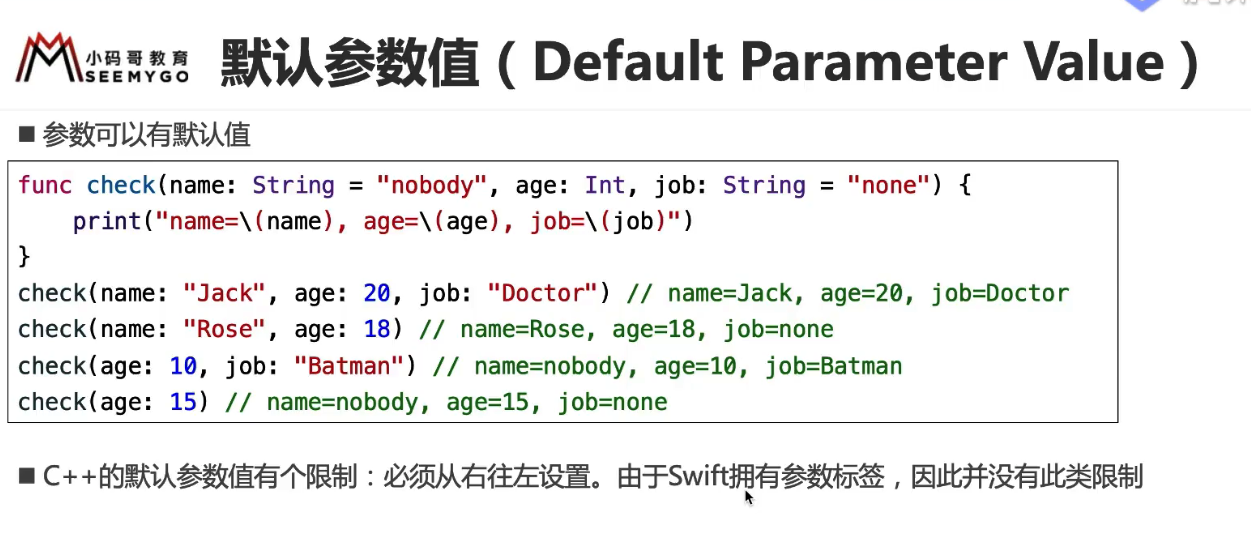 小码哥教育
SEEMYGO
默认参数值（Default Parameter Value）
■ 参数可以有默认值
func check(name: String = "nobody", age: Int, job: String = "none") {
    print("name=\(name), age=\(age), job=\(job)")
}
check(name: "Jack", age: 20, job: "Doctor") // name=Jack, age=20, job=Doctor
check(name: "Rose", age: 18) // name=Rose, age=18, job=none
check(age: 10, job: "Batman") // name=nobody, age=10, job=Batman
check(age: 15) // name=nobody, age=15, job=none
■ C++的默认参数值有个限制：必须从右往左设置。由于Swift拥有参数标签，因此并没有此类限制